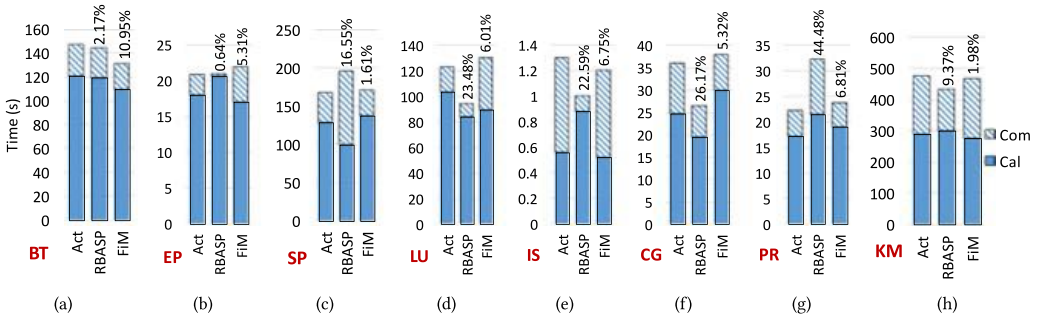 Time (s)
160
140
120
100
80
60
40
20
0
2.17%
10.95%
Act
RBASP
FiM
BT
(a)
25
20
15
10
5
0
0.64%
5.31%
Act
RBASP
FiM
EP
(b)
250
200
150
100
50
0
16.55%
1.61%
Act
RBASP
FiM
SP
(c)
140
120
100
80
60
40
20
0
23.48%
6.01%
Act
RBASP
FiM
LU
(d)
1.4
1.2
1
0.8
0.6
0.4
0.2
0
22.59%
6.75%
Act
RBASP
FiM
IS
(e)
40
35
30
25
20
15
10
5
0
26.17%
5.32%
Act
RBASP
FiM
CG
(f)
35
30
25
20
15
10
5
0
44.48%
6.81%
Act
RBASP
FiM
PR
(g)
600
500
400
300
200
100
0
9.37%
1.98%
Act
RBASP
FiM
KM
(h)
Com
Cal